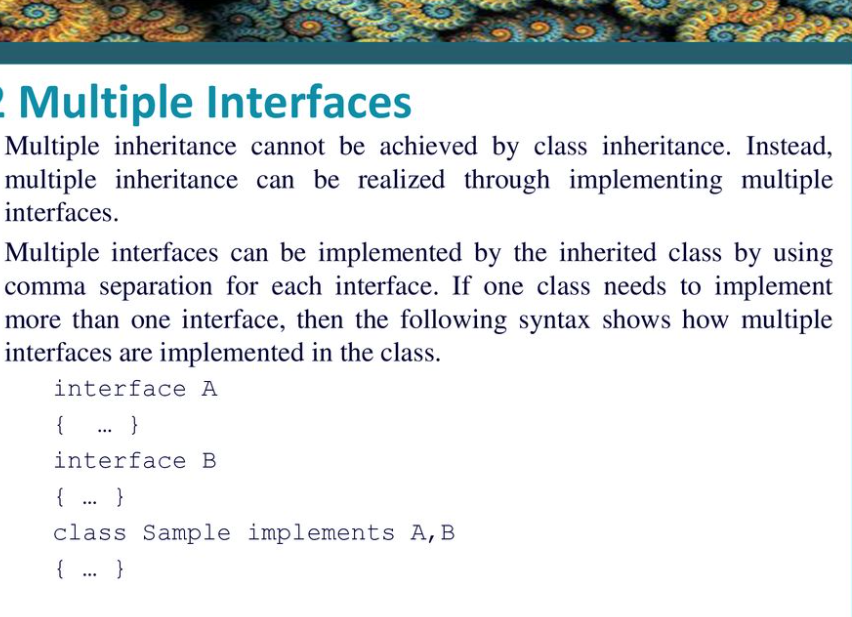 2 Multiple Interfaces
Multiple inheritance cannot be achieved by class inheritance. Instead,
multiple inheritance can be realized through implementing multiple
interfaces.
Multiple interfaces can be implemented by the inherited class by using
comma separation for each interface. If one class needs to implement
more than one interface, then the following syntax shows how multiple
interfaces are implemented in the class.
interface A
{ … }
interface B
{ … }
class Sample implements A,B
{ … }